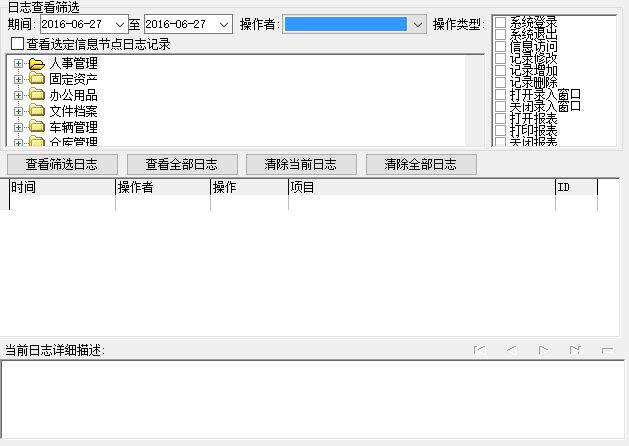 日志查看筛选
期间: 2016-06-27 至 2016-06-27 操作者: 操作类型:
查看选定信息节点日志记录
人事管理
固定资产
办公用品
文件档案
车辆管理
仓库管理
系统登录
系统退出
信息访问
记录修改
记录增加
记录删除
打开录入窗口
关闭录入窗口
打开报表
打印报表
关闭报表
查看筛选日志 查看全部日志 清除当前日志 清除全部日志
时间 操作者 操作 项目 ID
当前日志详细描述: